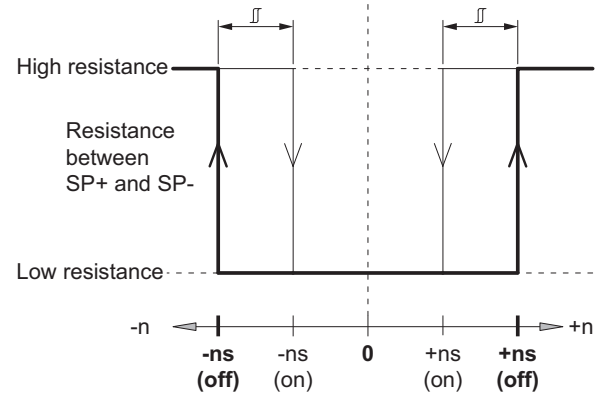 High resistance
Resistance
between
SP+ and SP-
Low resistance
-n
+n
-ns
(off)
-ns
(on)
0
+ns
(on)
+ns
(off)